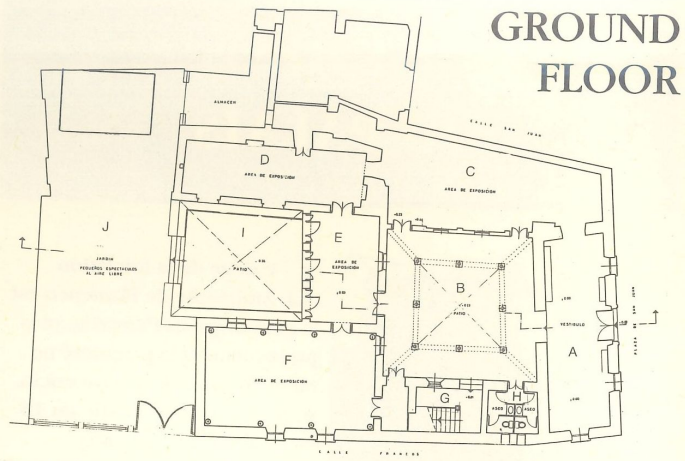 GROUND
FLOOR
CALLE SAN JUAN
ALMACEN
D
AREA DE EXPOSICION
C
AREA DE EXPOSICION
J
JARDIN
PEQUEÑOS ESPECTACULOS
AL AIRE LIBRE
I
PATIO
E
AREA DE
EXPOSICION
B
PATIO
VESTIBULO
A
PLAZA DE SAN JUAN
F
AREA DE EXPOSICION
G
H
ASEO
ASEO
CALLE FRANCOS